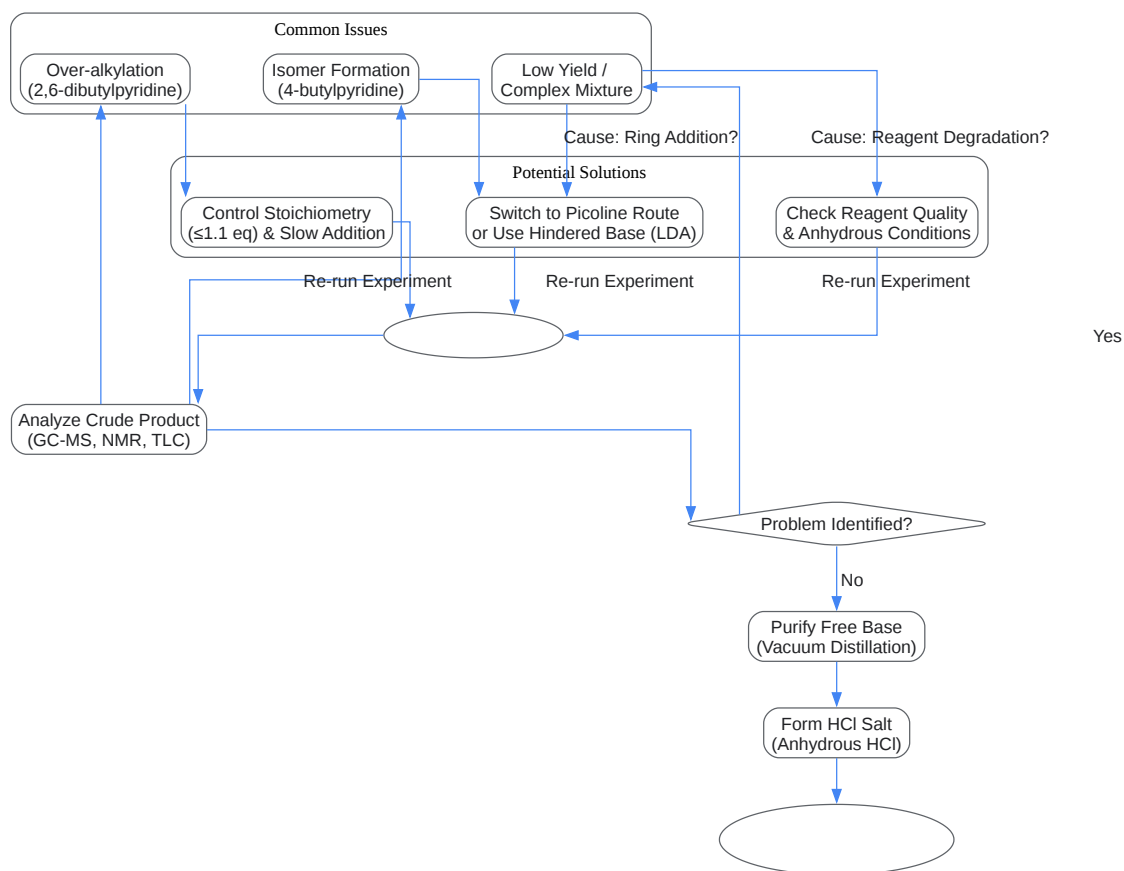 Common Issues
Over-alkylation
(2,6-dibutylpyridine)
Isomer Formation
(4-butylpyridine)
Low Yield /
Complex Mixture
Cause: Ring Addition?
Cause: Reagent Degradation?
Potential Solutions
Control Stoichiometry
(≤1.1 eq) & Slow Addition
Switch to Picoline Route
or Use Hindered Base (LDA)
Check Reagent Quality
& Anhydrous Conditions
Re-run Experiment
Re-run Experiment
Re-run Experiment
Yes
Analyze Crude Product
(GC-MS, NMR, TLC)
Problem Identified?
No
Purify Free Base
(Vacuum Distillation)
Form HCl Salt
(Anhydrous HCl)